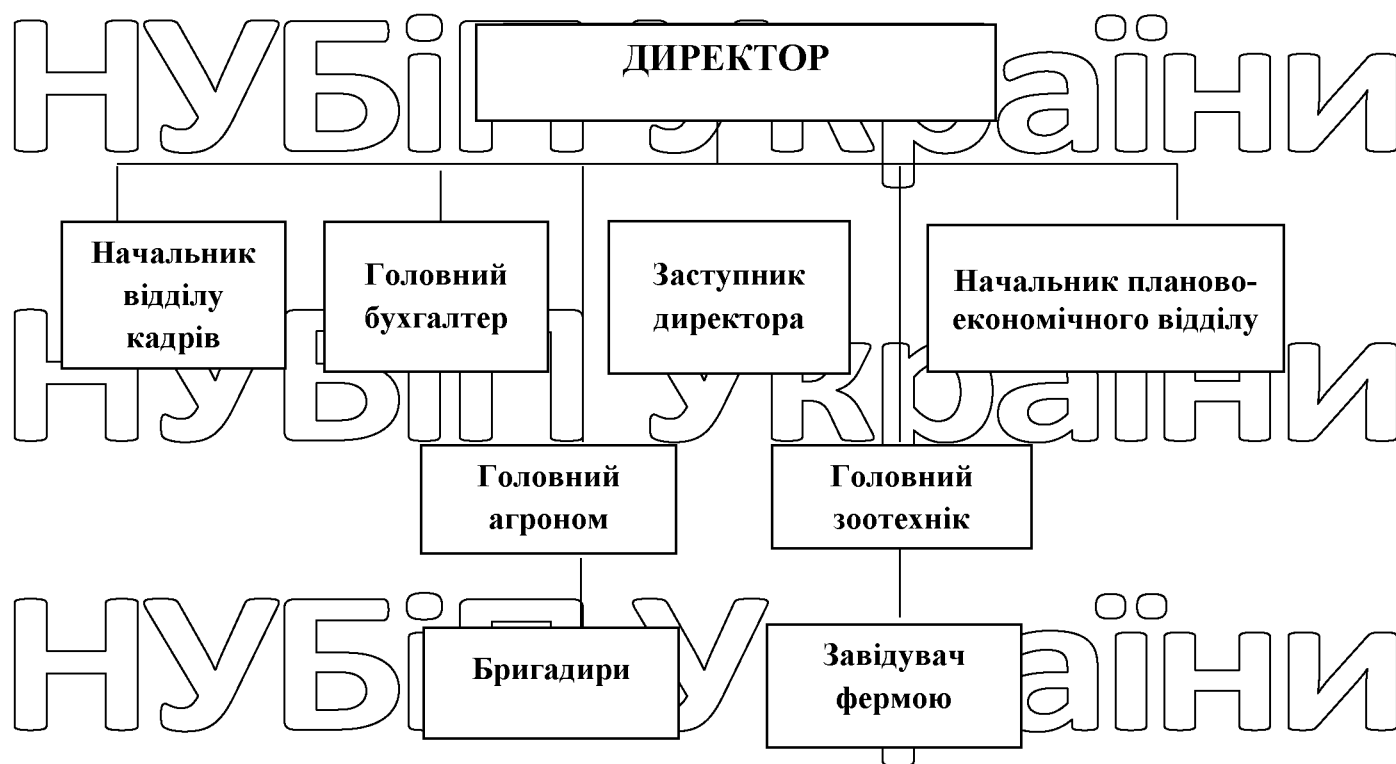 НУБіП України
ДИРЕКТОР
Начальник
відділу
кадрів
Головний
бухгалтер
Заступник
директора
Начальник планово-
економічного відділу
НУБіП України
Головний
агроном
Головний
зоотехнік
НУБіП України
Бригадири
Завідувач
фермою